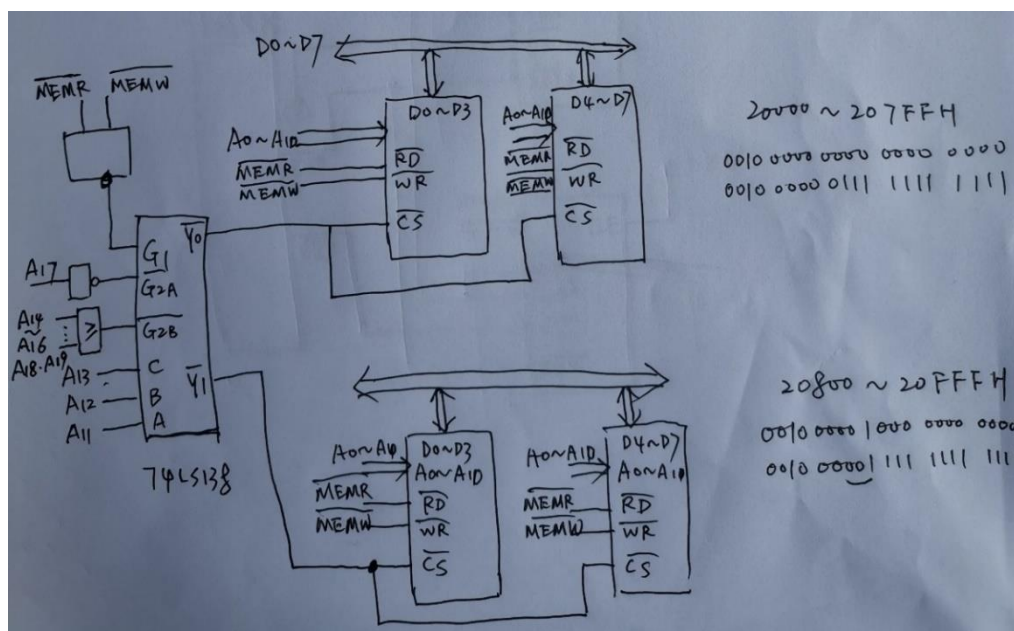 D0~D7
MEMR MEMW
D0~D3
A0~A10
MEMR
MEMW
RD
WR
CS
D4~D7
A0~A10
MEMR
MEMW
RD
WR
CS
20000~207FFH
0010 0000 0000 0000 0000
0010 0000 0111 1111 1111
G1
G2A
G2B
C
B
A
Y0
Y1
A17
A14
~
A16
A18.A19
≥
A13
A12
A11
74LS138
D0~D3
A0~A10
A0~A10
MEMR
MEMW
RD
WR
CS
D4~D7
A0~A10
A0~A10
MEMR
MEMW
RD
WR
CS
20800~20FFFH
0010 0000 1000 0000 0000
0010 0000 1 111 1111 111